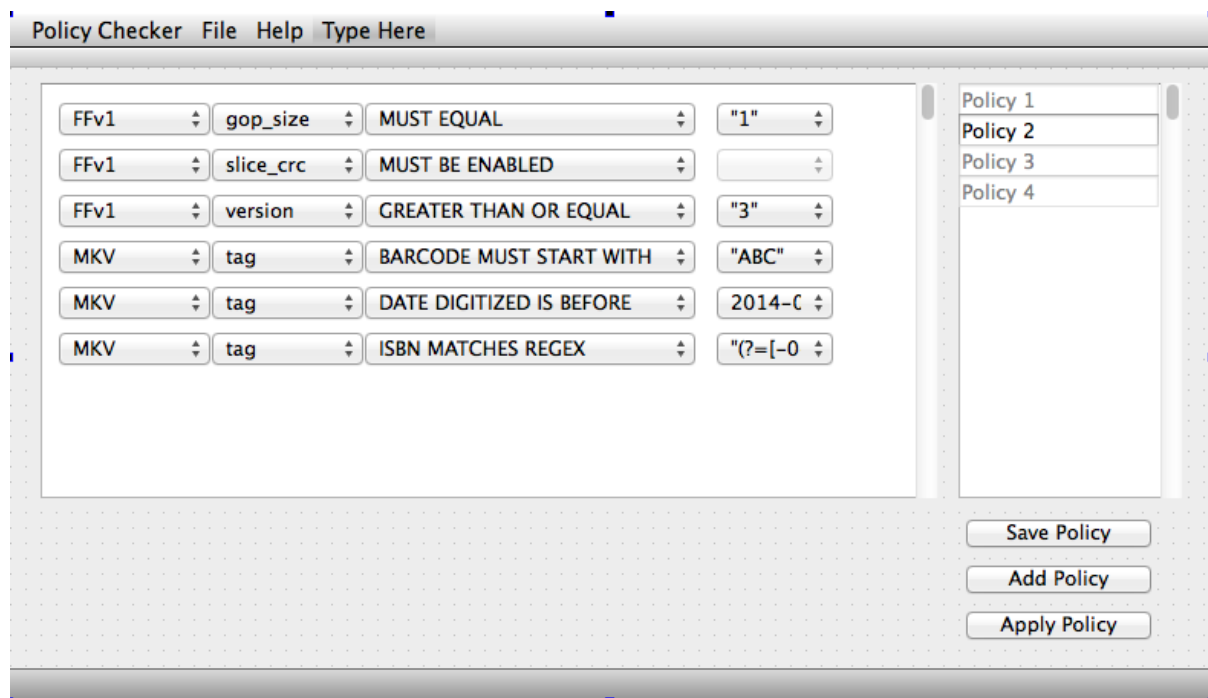 Policy Checker File Help Type Here
FFv1 gop_size MUST EQUAL "1"
FFv1 slice_crc MUST BE ENABLED
FFv1 version GREATER THAN OR EQUAL "3"
MKV tag BARCODE MUST START WITH "ABC"
MKV tag DATE DIGITIZED IS BEFORE 2014-0
MKV tag ISBN MATCHES REGEX "(?=[-0
Policy 1
Policy 2
Policy 3
Policy 4
Save Policy
Add Policy
Apply Policy